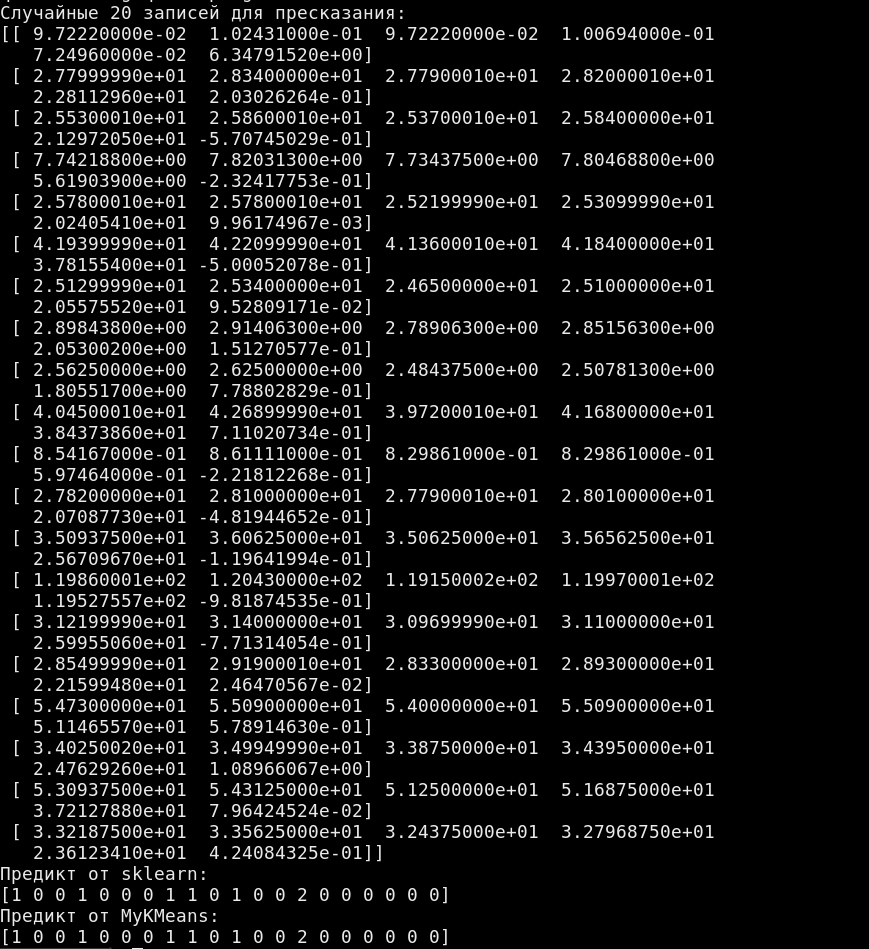 Случайные 20 записей для пресказания:
[[ 9.72220000e-02  1.02431000e-01  9.72220000e-02  1.00694000e-01
   7.24960000e-02  6.34791520e+00]
 [ 2.77999990e+01  2.83400000e+01  2.77900010e+01  2.82000010e+01
   2.28112960e+01  2.03026264e-01]
 [ 2.55300010e+01  2.58600010e+01  2.53700010e+01  2.58400000e+01
   2.12972050e+01 -5.70745029e-01]
 [ 7.74218800e+00  7.82031300e+00  7.73437500e+00  7.80468800e+00
   5.61903900e+00 -2.32417753e-01]
 [ 2.57800010e+01  2.57800010e+01  2.52199990e+01  2.53099990e+01
   2.02405410e+01  9.96174967e-03]
 [ 4.19399990e+01  4.22099990e+01  4.13600010e+01  4.18400000e+01
   3.78155400e+01 -5.00052078e-01]
 [ 2.51299990e+01  2.53400000e+01  2.46500000e+01  2.51000000e+01
   2.05575520e+01  9.52809171e-02]
 [ 2.89843800e+00  2.91406300e+00  2.78906300e+00  2.85156300e+00
   2.05300200e+00  1.51270577e-01]
 [ 2.56250000e+00  2.62500000e+00  2.48437500e+00  2.50781300e+00
   1.80551700e+00  7.78802829e-01]
 [ 4.04500010e+01  4.26899990e+01  3.97200010e+01  4.16800000e+01
   3.84373860e+01  7.11020734e-01]
 [ 8.54167000e-01  8.61111000e-01  8.29861000e-01  8.29861000e-01
   5.97464000e-01 -2.21812268e-01]
 [ 2.78200000e+01  2.81000000e+01  2.77900010e+01  2.80100000e+01
   2.07087730e+01 -4.81944652e-01]
 [ 3.50937500e+01  3.60625000e+01  3.50625000e+01  3.56562500e+01
   2.56709670e+01 -1.19641994e-01]
 [ 1.19860001e+02  1.20430000e+02  1.19150002e+02  1.19970001e+02
   1.19527557e+02 -9.81874535e-01]
 [ 3.12199990e+01  3.14000000e+01  3.09699990e+01  3.11000000e+01
   2.59955060e+01 -7.71314054e-01]
 [ 2.85499990e+01  2.91900010e+01  2.83300000e+01  2.89300000e+01
   2.21599480e+01  2.46470567e-02]
 [ 5.47300000e+01  5.50900000e+01  5.40000000e+01  5.50900000e+01
   5.11465570e+01  5.78914630e-01]
 [ 3.40250020e+01  3.49949990e+01  3.38750000e+01  3.43950000e+01
   2.47629260e+01  1.08966067e+00]
 [ 5.30937500e+01  5.43125000e+01  5.12500000e+01  5.16875000e+01
   3.72127880e+01  7.96424524e-02]
 [ 3.32187500e+01  3.35625000e+01  3.24375000e+01  3.27968750e+01
   2.36123410e+01  4.24084325e-01]]
Предикт от sklearn:
[1 0 0 1 0 0 0 1 1 0 1 0 0 2 0 0 0 0 0 0]
Предикт от MyKMeans:
[1 0 0 1 0 0 0 1 1 0 1 0 0 2 0 0 0 0 0 0]